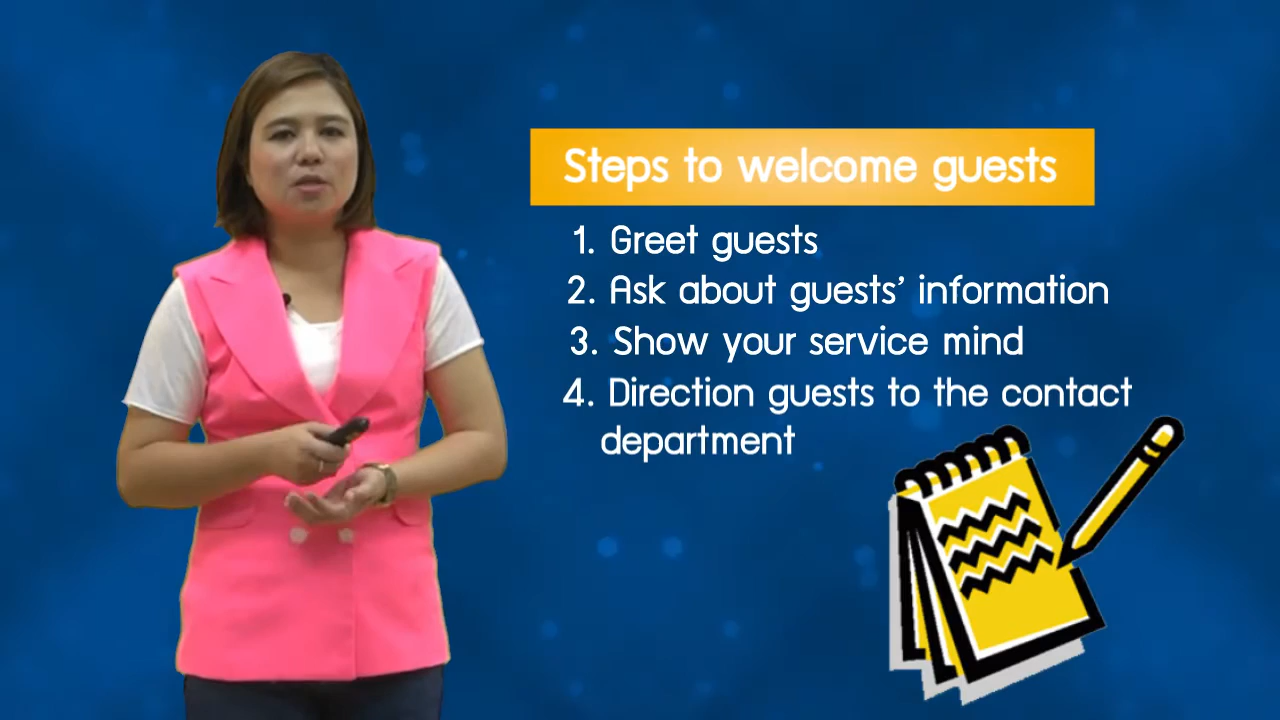 Steps to welcome guests
1. Greet guests
2. Ask about guests' information
3. Show your service mind
4. Direction guests to the contact
department